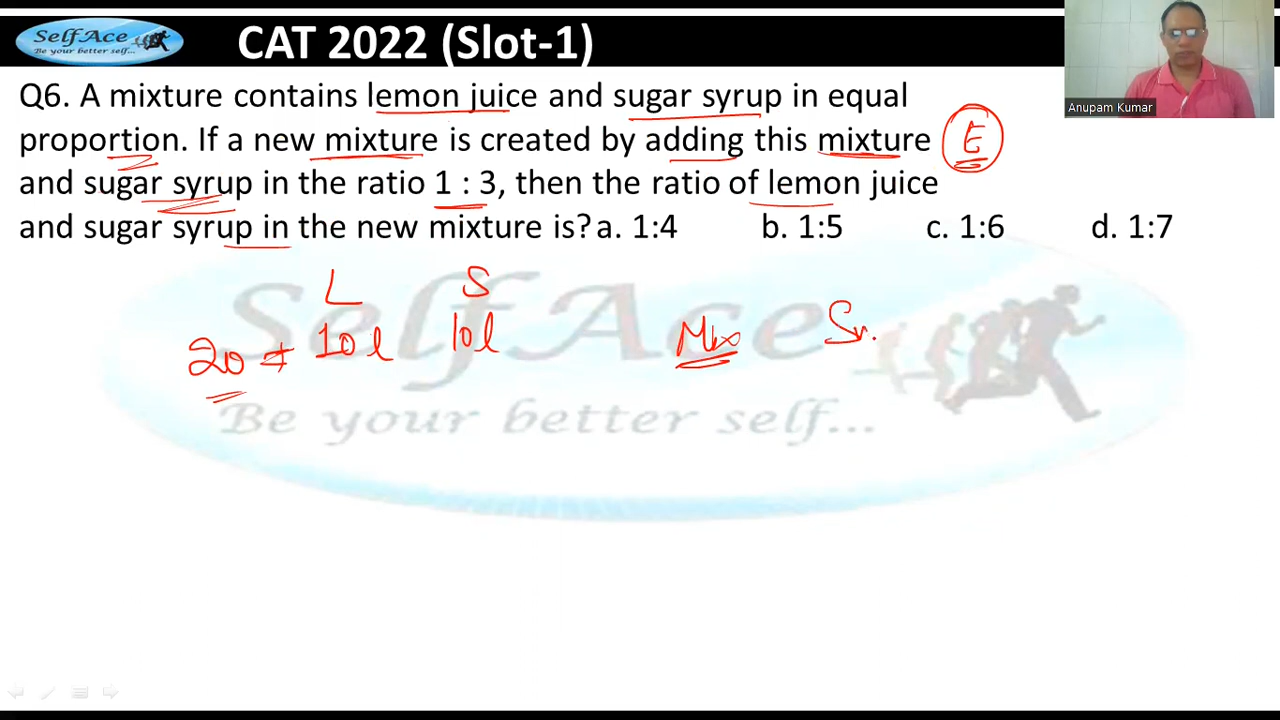 SelfAce
Be your better self...
CAT 2022 (Slot-1)
Anupam Kumar
Q6. A mixture contains lemon juice and sugar syrup in equal
proportion. If a new mixture is created by adding this mixture
E
and sugar syrup in the ratio 1 : 3, then the ratio of lemon juice
and sugar syrup in the new mixture is? a. 1:4 b. 1:5 c. 1:6 d. 1:7
L S
20 10 l 10l Mix
SelfAce
Be your better self...